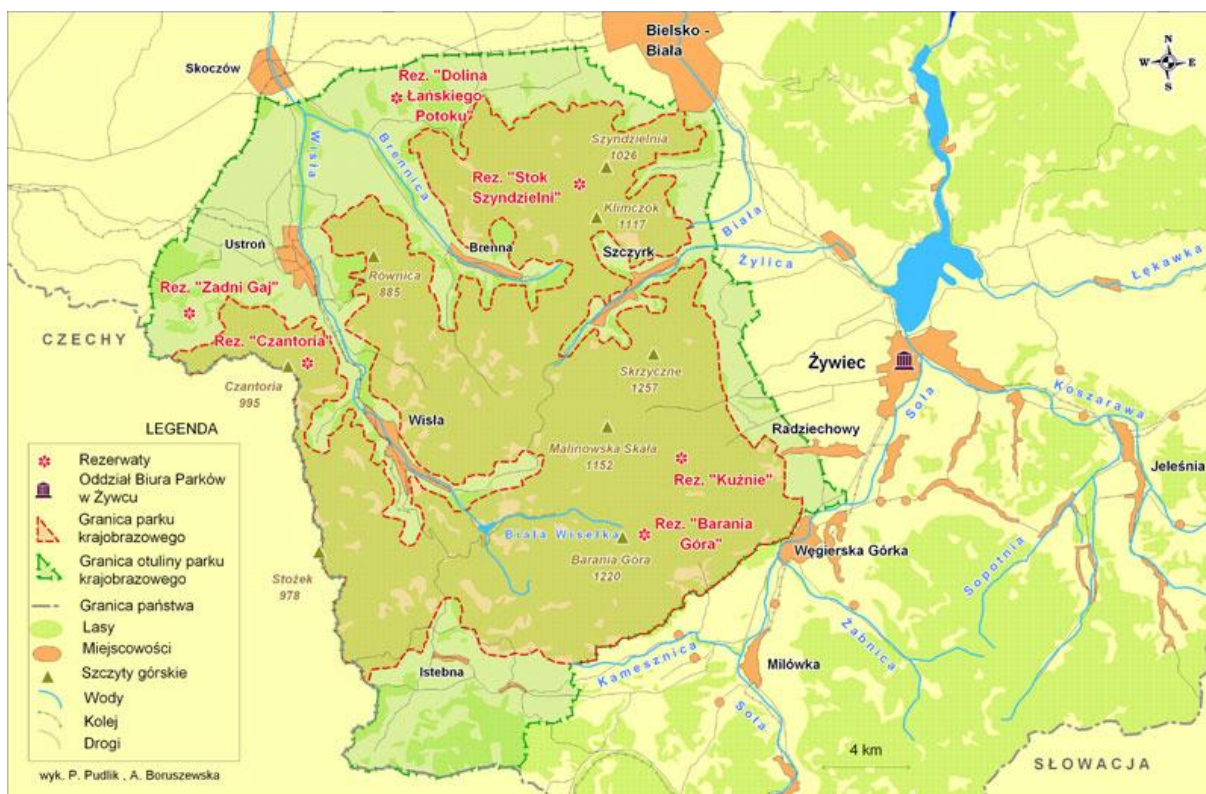 Bielsko -
Biała
N
W E
S
Skoczów
Rez. "Dolina
Łańskiego
Potoku"
Wisła
Brennica
Szyndzielnia
1026
Rez. "Stok
Szyndzielni"
Klimczok
1117
Biała
Ustroń
Brenna
Szczyrk
Żylica
Łękawka
Równica
885
Rez. "Zadni Gaj"
CZECHY
Rez. "Czantoria"
Czantoria
995
Skrzyczne
1257
Żywiec
Soła
Koszarawa
Wisła
Radziechowy
Malinowska Skała
1152
Rez. "Kuźnie"
Jeleśnia
Biała Wisełka
Rez. "Barania
Góra"
Barania Góra
1220
Węgierska Górka
Sopotnia
Stożek
978
Żabnica
Kamesznica
Milówka
Istebna
Soła
4 km
SŁOWACJA
LEGENDA
Rezerwaty
Oddział Biura Parków
w Żywcu
Granica parku
krajobrazowego
Granica otuliny parku
krajobrazowego
Granica państwa
Lasy
Miejscowości
Szczyty górskie
Wody
Kolej
Drogi
wyk. P. Pudlik , A. Boruszewska